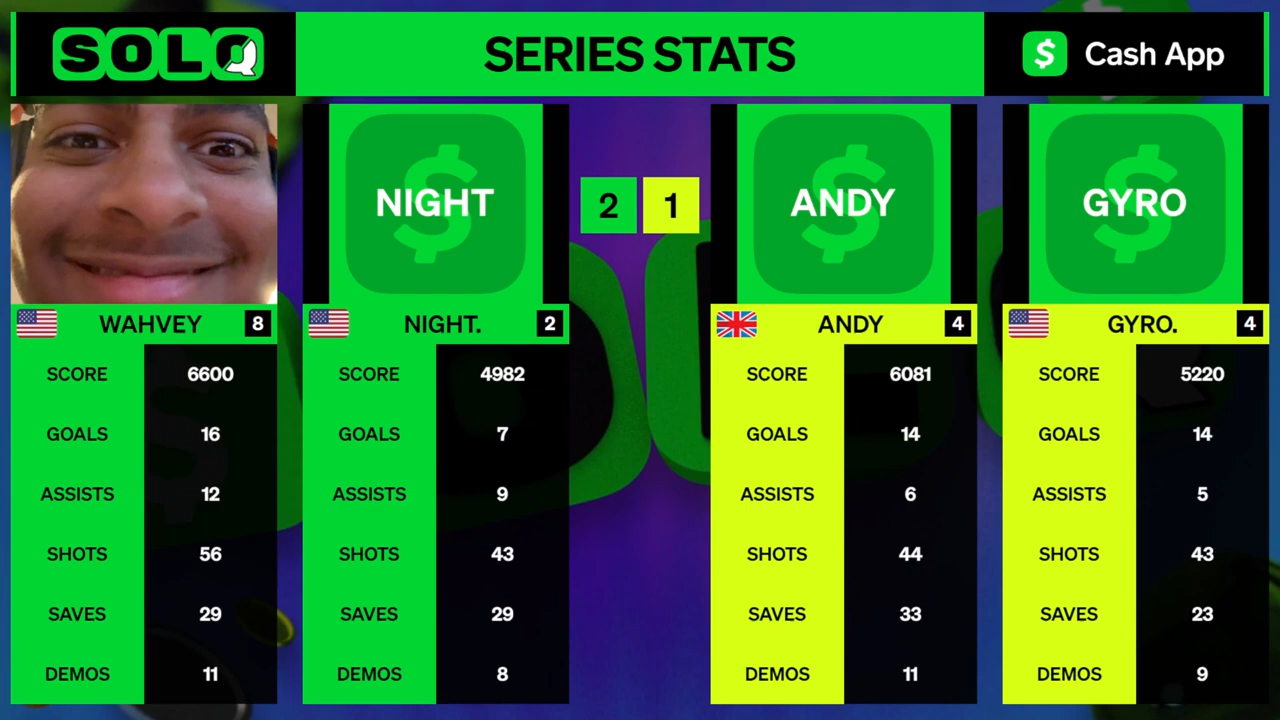 SOLQ
SERIES STATS
$ Cash App
NIGHT
2 1
ANDY
GYRO
WAHVEY 8
SCORE 6600
GOALS 16
ASSISTS 12
SHOTS 56
SAVES 29
DEMOS 11
NIGHT. 2
SCORE 4982
GOALS 7
ASSISTS 9
SHOTS 43
SAVES 29
DEMOS 8
ANDY 4
SCORE 6081
GOALS 14
ASSISTS 6
SHOTS 44
SAVES 33
DEMOS 11
GYRO. 4
SCORE 5220
GOALS 14
ASSISTS 5
SHOTS 43
SAVES 23
DEMOS 9